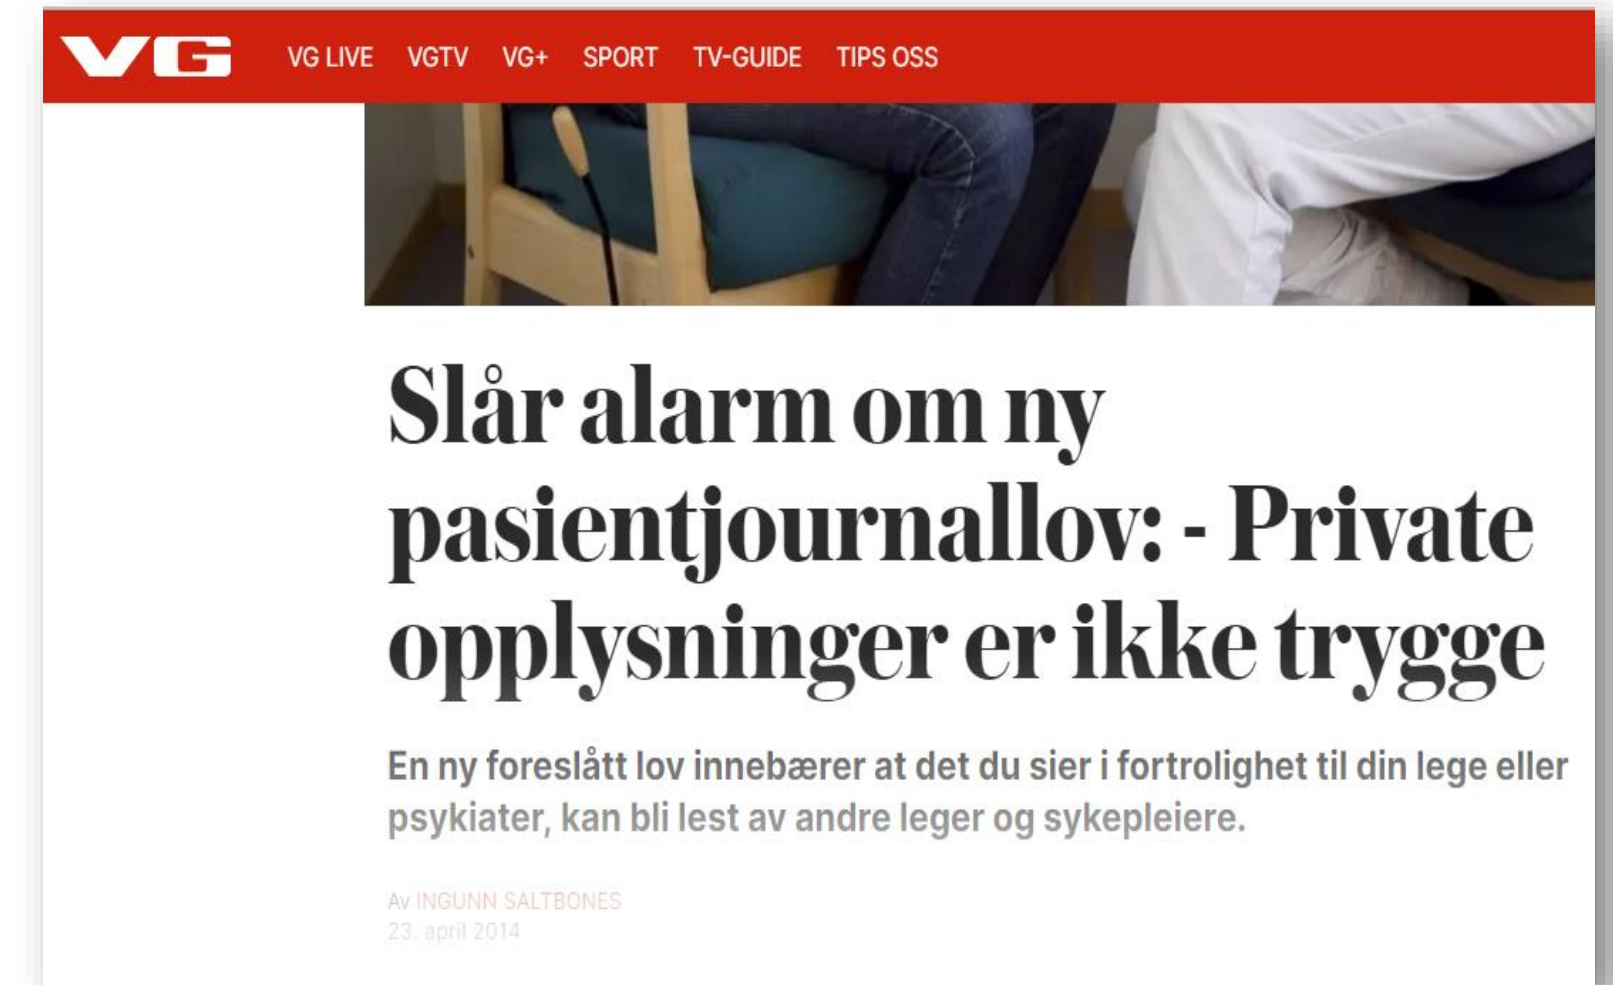 VG VG LIVE VGTV VG+ SPORT TV-GUIDE TIPS OSS
Slår alarm om ny
pasientjournallov: - Private
opplysninger er ikke trygge
En ny foreslått lov innebærer at det du sier i fortrolighet til din lege eller
psykiater, kan bli lest av andre leger og sykepleiere.
Av INGUNN SALTBONES
23. april 2014